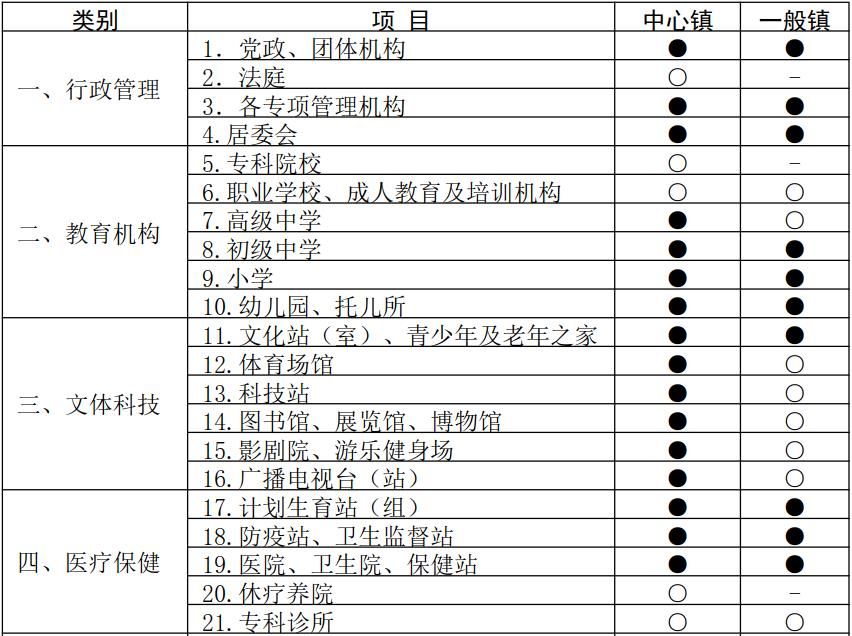 类别 项 目 中心镇 一般镇
一、行政管理
1. 党政、团体机构 ● ●
2. 法庭 ○ –
3. 各专项管理机构 ● ●
4.居委会 ● ●
二、教育机构
5.专科院校 ○ –
6.职业学校、成人教育及培训机构 ○ ○
7.高级中学 ● ○
8.初级中学 ● ●
9.小学 ● ●
10.幼儿园、托儿所 ● ●
三、文体科技
11.文化站（室）、青少年及老年之家 ● ●
12.体育场馆 ● ○
13.科技站 ● ○
14.图书馆、展览馆、博物馆 ● ○
15.影剧院、游乐健身场 ● ○
16.广播电视台（站） ● ○
四、医疗保健
17.计划生育站（组） ● ●
18.防疫站、卫生监督站 ● ●
19.医院、卫生院、保健站 ● ●
20.休疗养院 ○ –
21.专科诊所 ○ ○